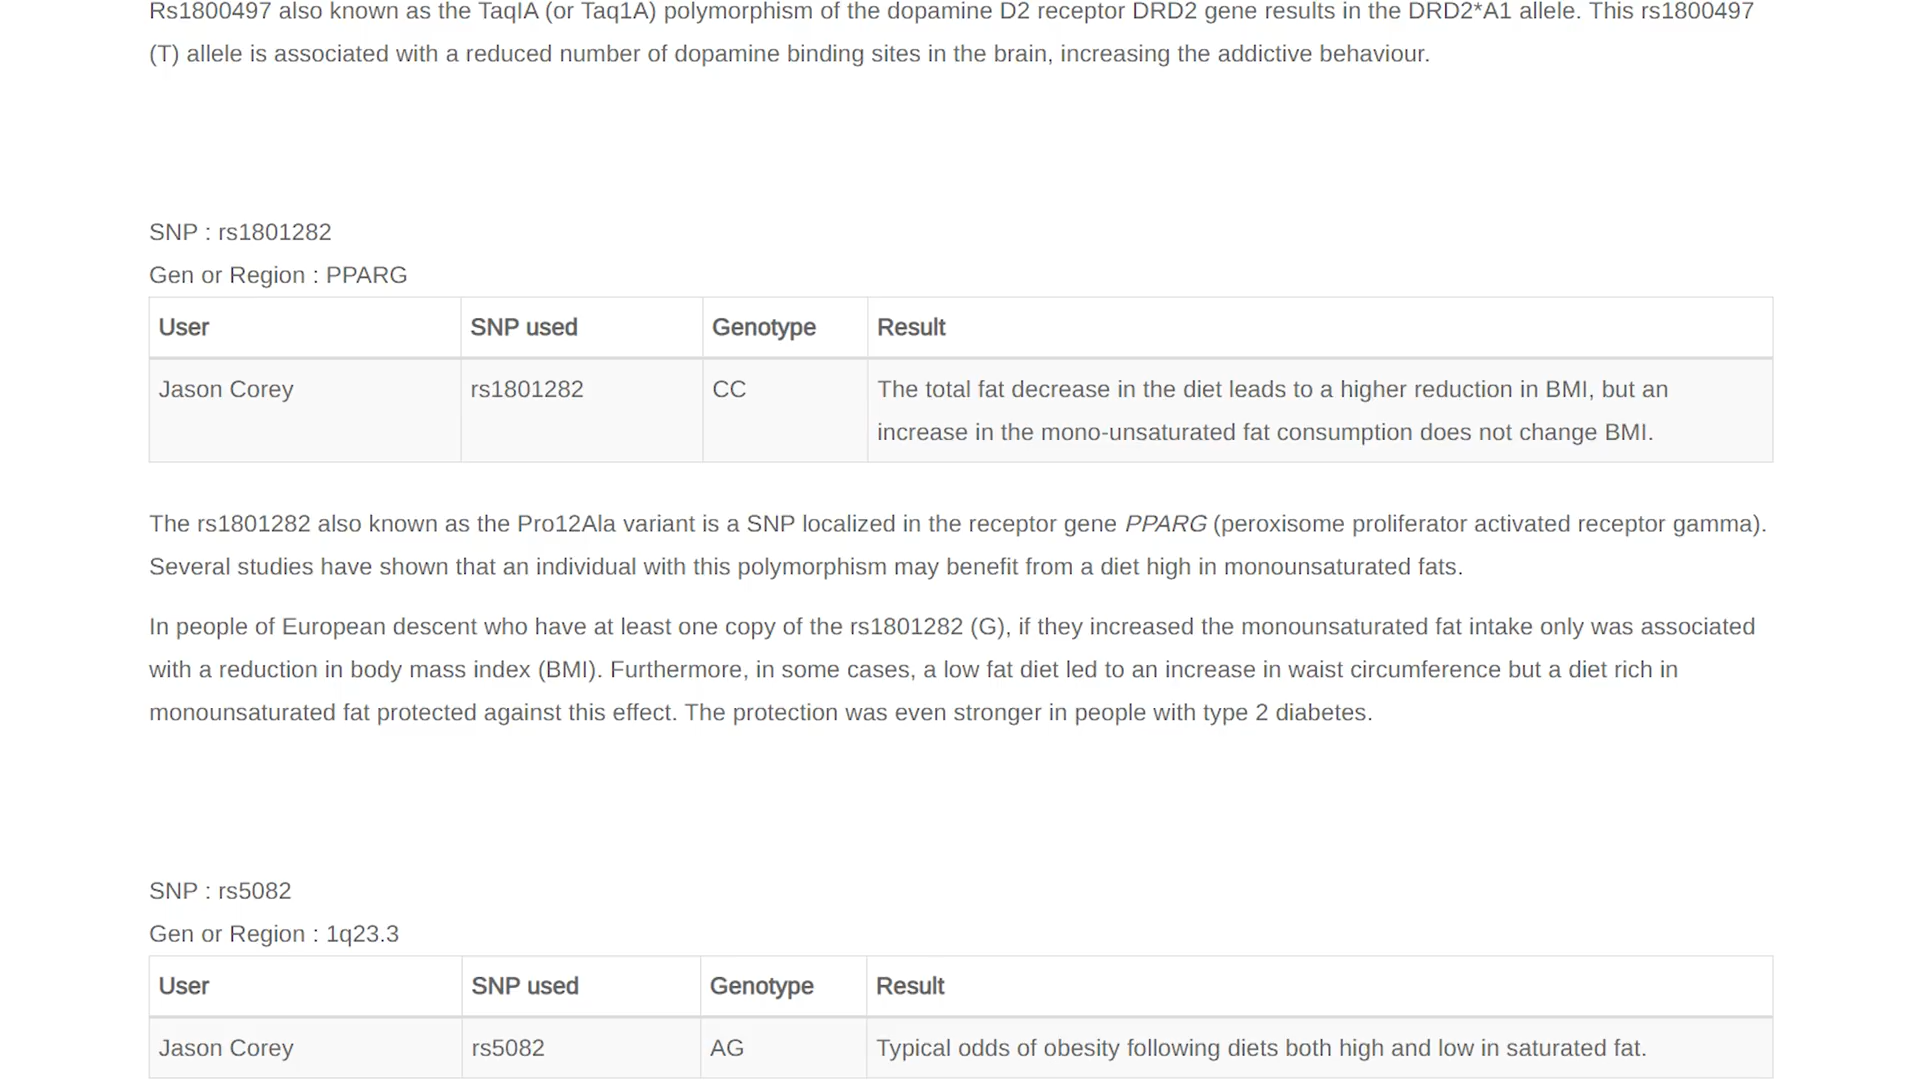 Rs1800497 also known as the TaqIA (or Taq1A) polymorphism of the dopamine D2 receptor DRD2 gene results in the DRD2*A1 allele. This rs1800497
(T) allele is associated with a reduced number of dopamine binding sites in the brain, increasing the addictive behaviour.
SNP : rs1801282
Gen or Region : PPARG
User SNP used Genotype Result
Jason Corey rs1801282 CC The total fat decrease in the diet leads to a higher reduction in BMI, but an
increase in the mono-unsaturated fat consumption does not change BMI.
The rs1801282 also known as the Pro12Ala variant is a SNP localized in the receptor gene PPARG (peroxisome proliferator activated receptor gamma).
Several studies have shown that an individual with this polymorphism may benefit from a diet high in monounsaturated fats.
In people of European descent who have at least one copy of the rs1801282 (G), if they increased the monounsaturated fat intake only was associated
with a reduction in body mass index (BMI). Furthermore, in some cases, a low fat diet led to an increase in waist circumference but a diet rich in
monounsaturated fat protected against this effect. The protection was even stronger in people with type 2 diabetes.
SNP : rs5082
Gen or Region : 1q23.3
User SNP used Genotype Result
Jason Corey rs5082 AG Typical odds of obesity following diets both high and low in saturated fat.